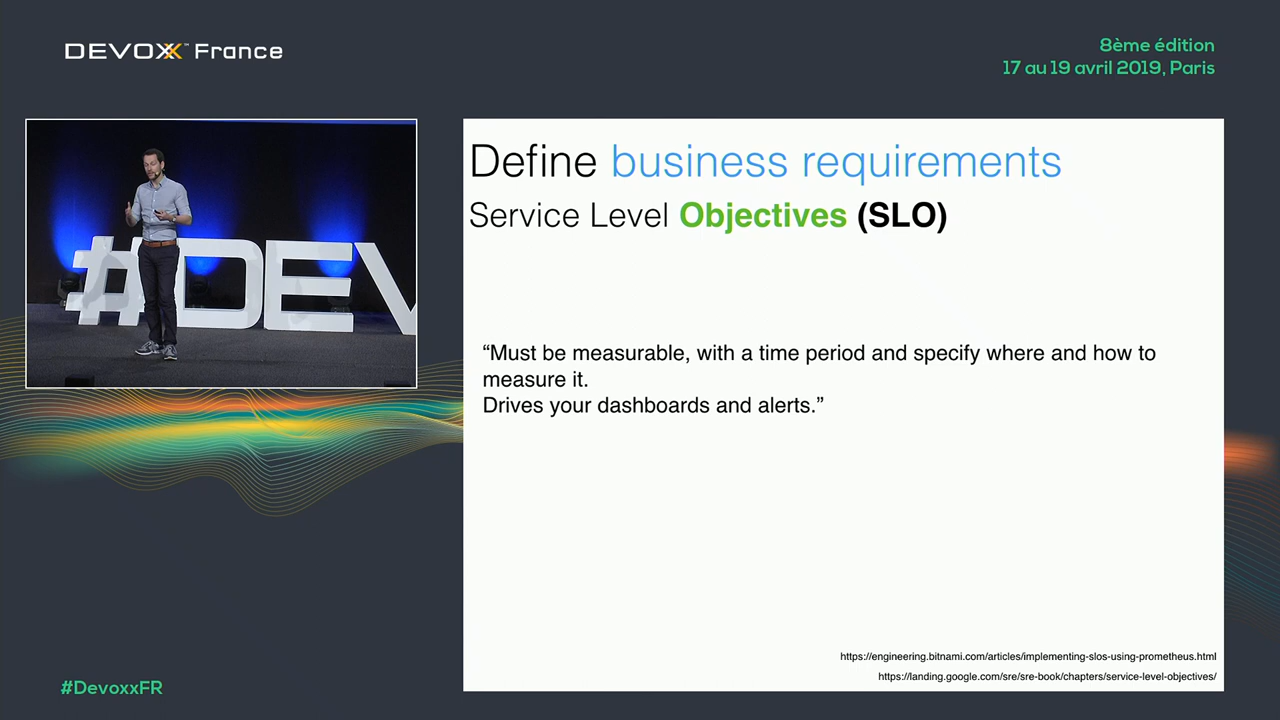 DEVOXX™ France
8ème édition
17 au 19 avril 2019, Paris
#DEV
Define business requirements
Service Level Objectives (SLO)
“Must be measurable, with a time period and specify where and how to
measure it.
Drives your dashboards and alerts.”
https://engineering.bitnami.com/articles/implementing-slos-using-prometheus.html
https://landing.google.com/sre/sre-book/chapters/service-level-objectives/
#DevoxxFR